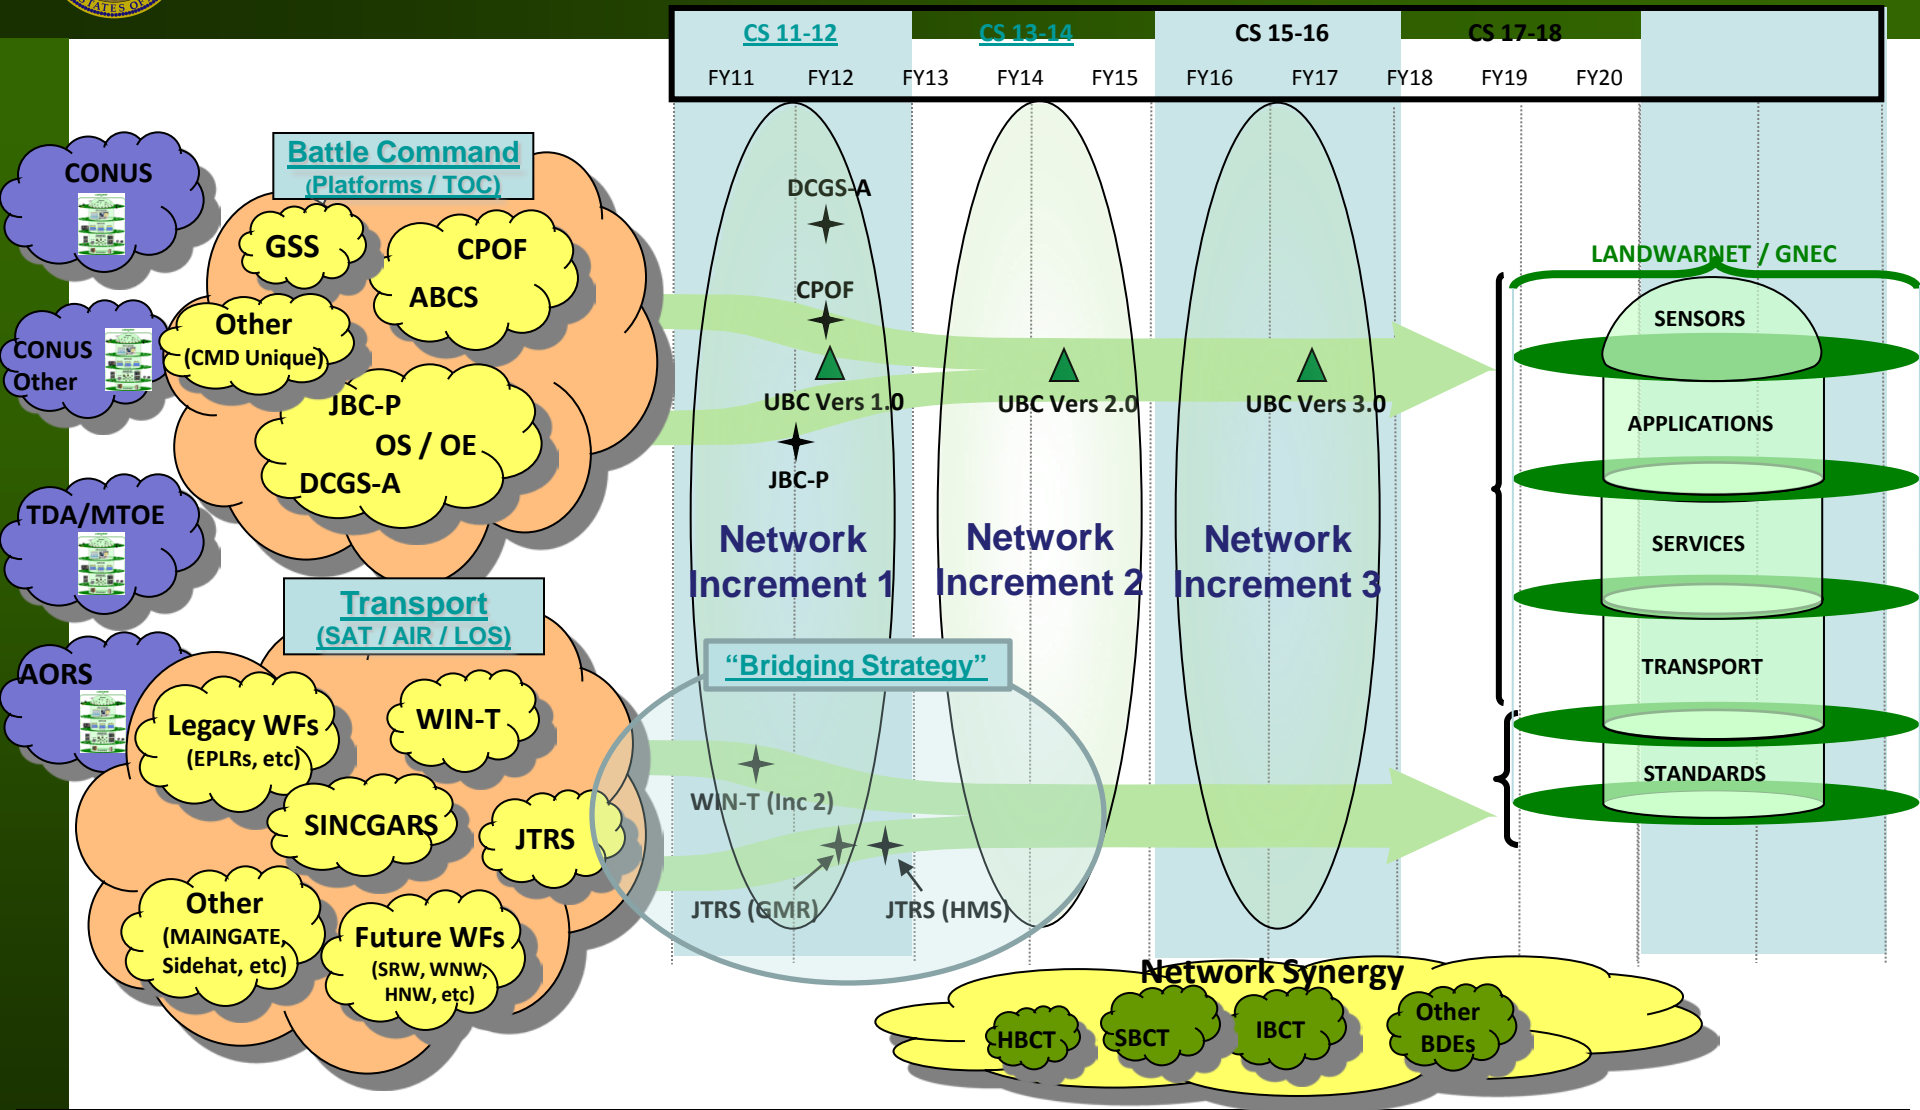 STATES OF
CS 11-12
CS 13-14
CS 15-16
CS 17-18
FY11
FY12
FY13
FY14
FY15
FY16
FY17
FY18
FY19
FY20
CONUS
CONUS
Other
TDA/MTOE
AORS
Battle Command
(Platforms / TOC)
GSS
CPOF
ABCS
Other
(CMD Unique)
JBC-P
OS / OE
DCGS-A
Transport
(SAT / AIR / LOS)
Legacy WFs
(EPLRs, etc)
WIN-T
SINCGARS
JTRS
Other
(MAINGATE,
Sidehat, etc)
Future WFs
(SRW, WNW,
HNW, etc)
DCGS-A
CPOF
UBC Vers 1.0
JBC-P
Network
Increment 1
UBC Vers 2.0
Network
Increment 2
UBC Vers 3.0
Network
Increment 3
“Bridging Strategy”
WIN-T (Inc 2)
JTRS (GMR)
JTRS (HMS)
LANDWARNET / GNEC
SENSORS
APPLICATIONS
SERVICES
TRANSPORT
STANDARDS
Network Synergy
HBCT
SBCT
IBCT
Other
BDEs